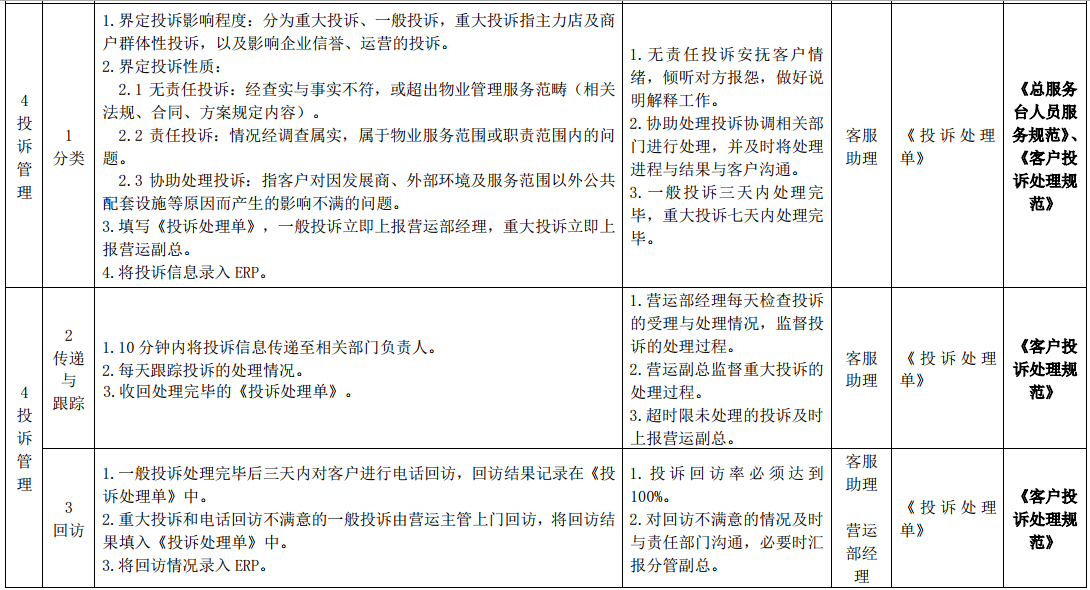 4
投
诉
管
理
1
分类
1.界定投诉影响程度：分为重大投诉、一般投诉，重大投诉指主力店及商
户群体性投诉，以及影响企业信誉、运营的投诉。
2.界定投诉性质：
2.1 无责任投诉：经查实与事实不符，或超出物业管理服务范畴（相关
法规、合同、方案规定内容）。
2.2 责任投诉：情况经调查属实，属于物业服务范围或职责范围内的问
题。
2.3 协助处理投诉：指客户对因发展商、外部环境及服务范围以外公共
配套设施等原因而产生的影响不满的问题。
3.填写《投诉处理单》，一般投诉立即上报营运部经理，重大投诉立即上
报营运副总。
4.将投诉信息录入 ERP。
1.无责任投诉安抚客户情
绪，倾听对方报怨，做好说
明解释工作。
2.协助处理投诉协调相关部
门进行处理，并及时将处理
进程与结果与客户沟通。
3.一般投诉三天内处理完
毕，重大投诉七天内处理完
毕。
客服
助理
《投诉处理
单》
《总服务
台人员服
务规范》、
《客户投
诉处理规
范》
4
投
诉
管
理
2
传递
与
跟踪
1.10 分钟内将投诉信息传递至相关部门负责人。
2.每天跟踪投诉的处理情况。
3.收回处理完毕的《投诉处理单》。
1.营运部经理每天检查投诉
的受理与处理情况，监督投
诉的处理过程。
2.营运副总监督重大投诉的
处理过程。
3.超时限未处理的投诉及时
上报营运副总。
客服
助理
《投诉处理
单》
《客户投
诉处理规
范》
3
回访
1.一般投诉处理完毕后三天内对客户进行电话回访，回访结果记录在《投
诉处理单》中。
2.重大投诉和电话回访不满意的一般投诉由营运主管上门回访，将回访结
果填入《投诉处理单》中。
3.将回访情况录入 ERP。
1.投诉回访率必须达到
100%。
2.对回访不满意的情况及时
与责任部门沟通，必要时汇
报分管副总。
客服
助理
营运
部经
理
《投诉处理
单》
《客户投
诉处理规
范》